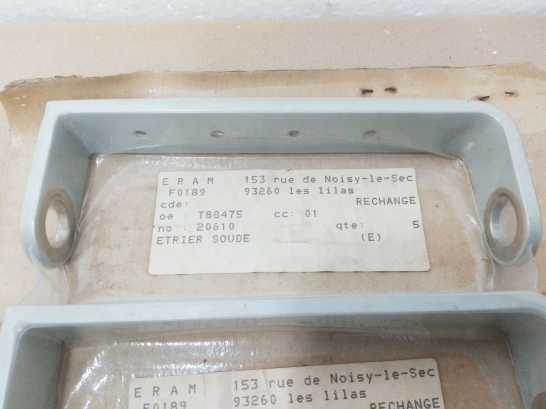 E R A M 153 rue de Noisy-le-Sec
F0189 93260 les lilas
cde: RECHANGE
oe : T88475 cc: 01
no : 20610 qte: 5
ETRIER SOUDE (E)
E R A M 153 rue de Noisy-le-Sec
F0189 93260 les lilas
RECHANGE